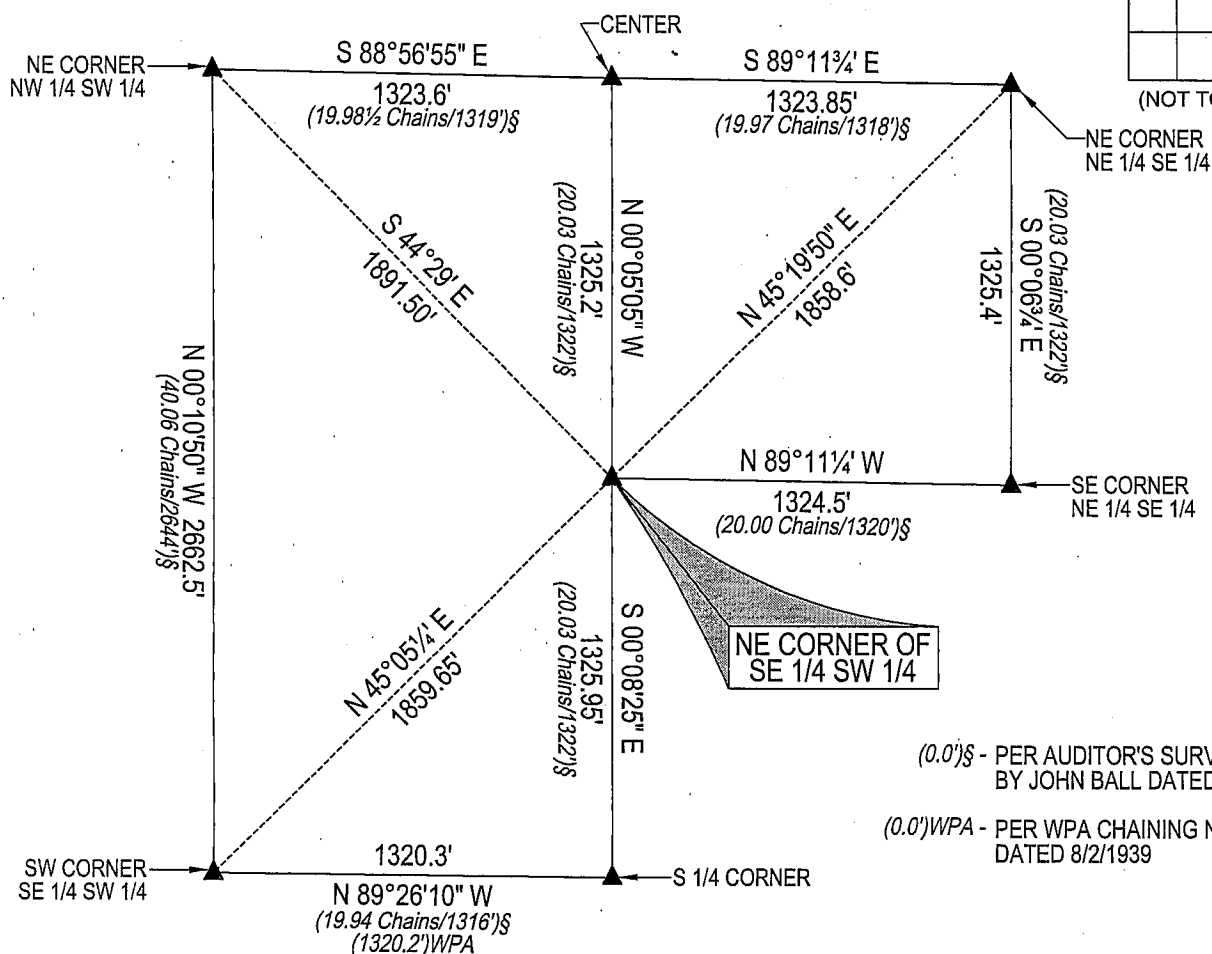 CENTER
NE CORNER
NW 1/4 SW 1/4
S 88°56'55" E
1323.6'
(19.98½ Chains/1319')§
S 89°11¾' E
1323.85'
(19.97 Chains/1318')§
(NOT TO
NE CORNER
NE 1/4 SE 1/4
S 44°29' E
1891.50'
N 00°05'05" W
1325.2'
(20.03 Chains/1322')§
N 45°19'50" E
1858.6'
(20.03 Chains/1322')§
S 00°06¾' E
1325.4'
N 00°10'50" W 2662.5'
(40.06 Chains/2644')§
N 89°11¼' W
1324.5'
(20.00 Chains/1320')§
SE CORNER
NE 1/4 SE 1/4
N 45°05¼' E
1859.65'
S 00°08'25" E
1325.95'
(20.03 Chains/1322')§
NE CORNER OF
SE 1/4 SW 1/4
(0.0')§ - PER AUDITOR'S SURV
BY JOHN BALL DATED
(0.0')WPA - PER WPA CHAINING N
DATED 8/2/1939
SW CORNER
SE 1/4 SW 1/4
1320.3'
N 89°26'10" W
(19.94 Chains/1316')§
(1320.2')WPA
S 1/4 CORNER